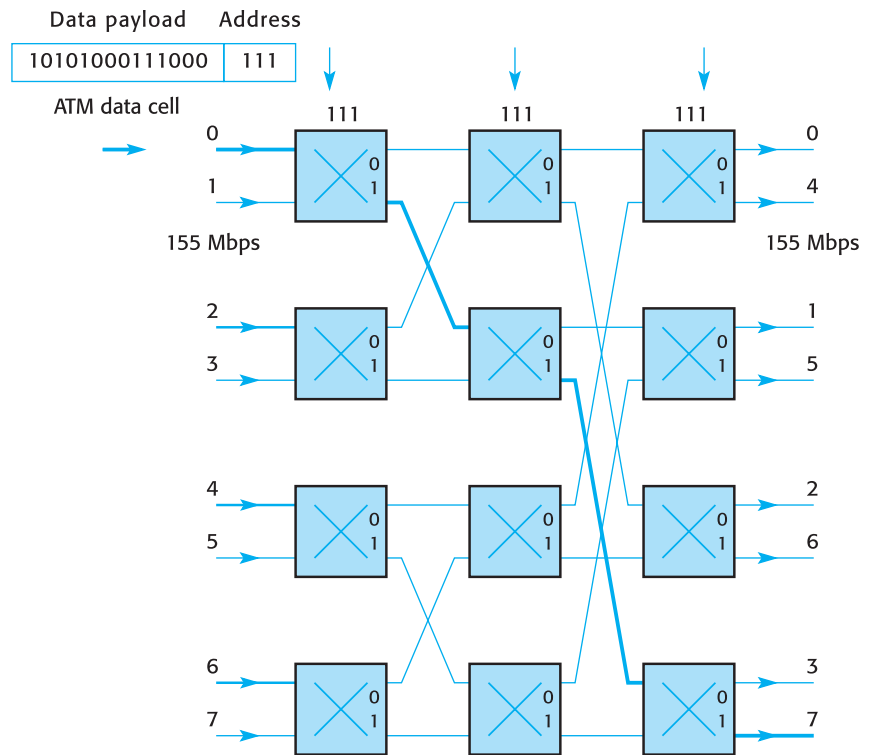 Data payload Address
10101000111000 111
ATM data cell
111 111 111
0 0 0 0 0
1 1 1 1 4
155 Mbps 155 Mbps
2 0 0 0 1
3 1 1 1 5
4 0 0 0 2
5 1 1 1 6
6 0 0 0 3
7 1 1 1 7